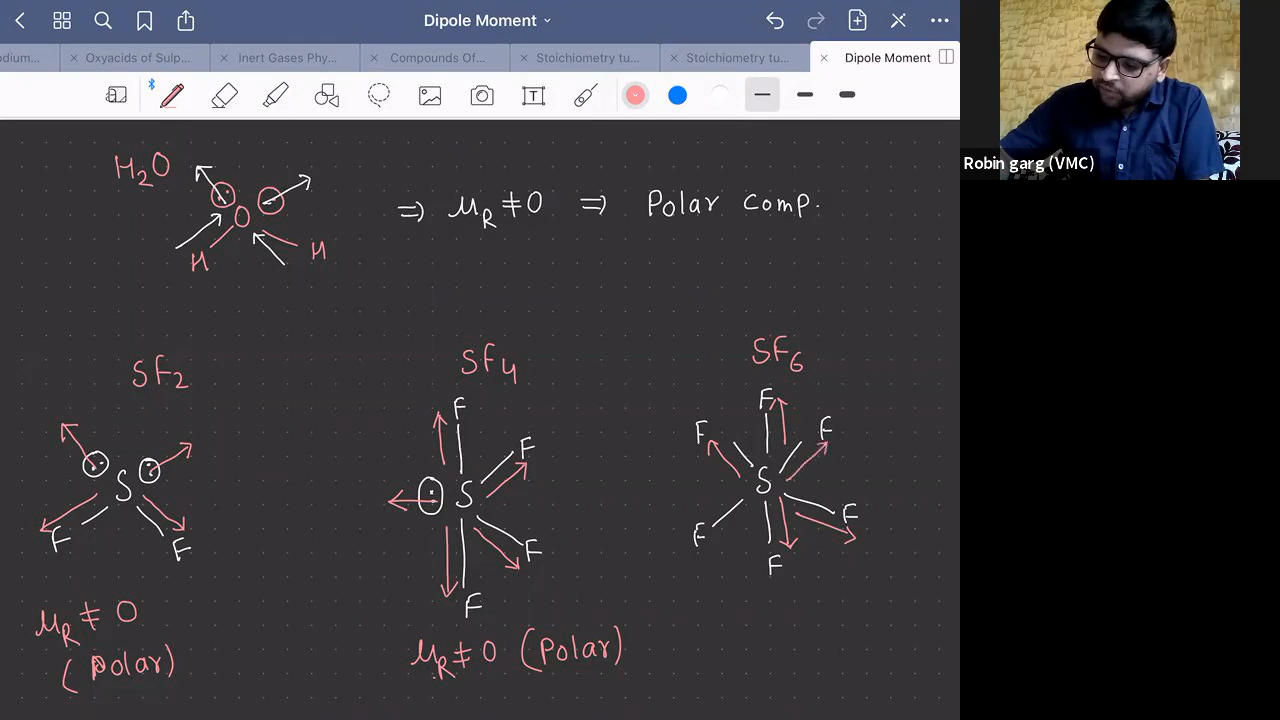 Dipole Moment
odium...
Oxyacids of Sulp...
Inert Gases Phy...
Compounds Of...
Stoichiometry tu...
Stoichiometry tu...
Dipole Moment
T
Robin garg (VMC)
H₂O
O
H H
⇒ μR ≠ 0 ⇒ Polar comp.
SF₂
S
F F
μR ≠ 0
(Polar)
SF₄
F
F
S
F
F
μR ≠ 0 (Polar)
SF₆
F
F F
S
F F
F